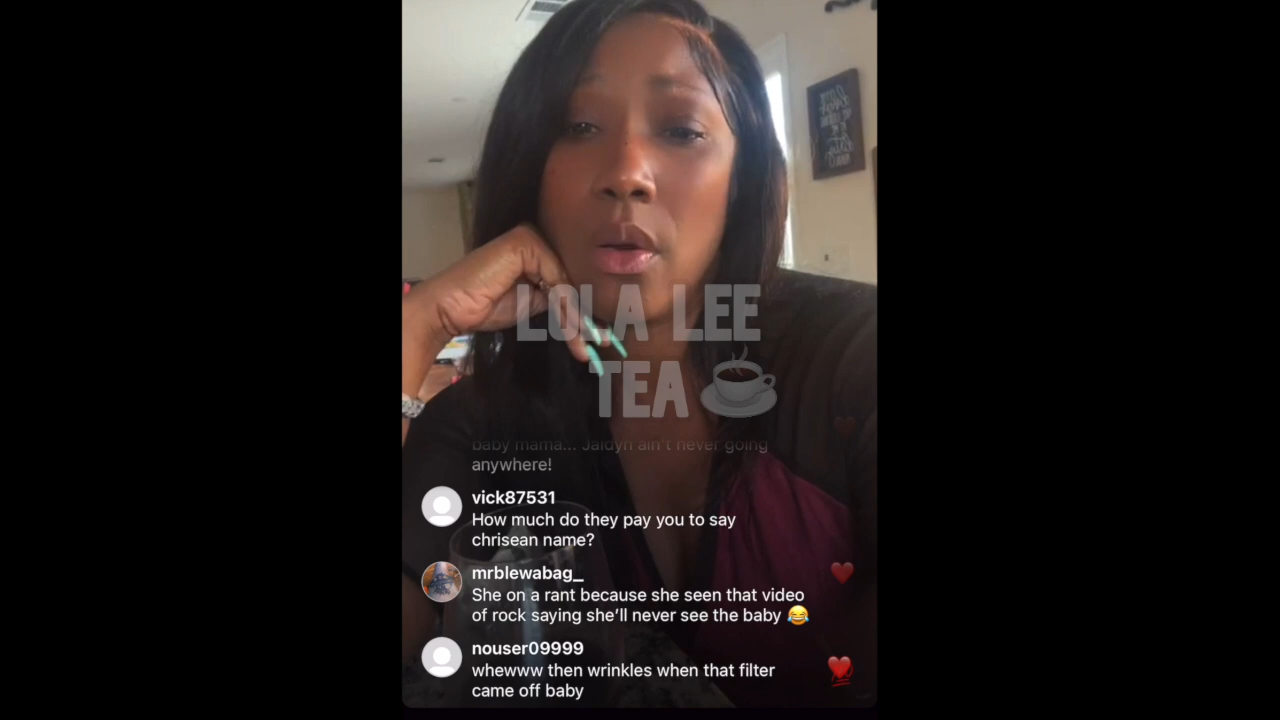 LOLA LEE
TEA
baby mama... Jaidyn ain't never going
anywhere!
vick87531
How much do they pay you to say
chrisean name?
mrblewabag_
She on a rant because she seen that video
of rock saying she’ll never see the baby 😂
nouser09999
whewww then wrinkles when that filter
came off baby